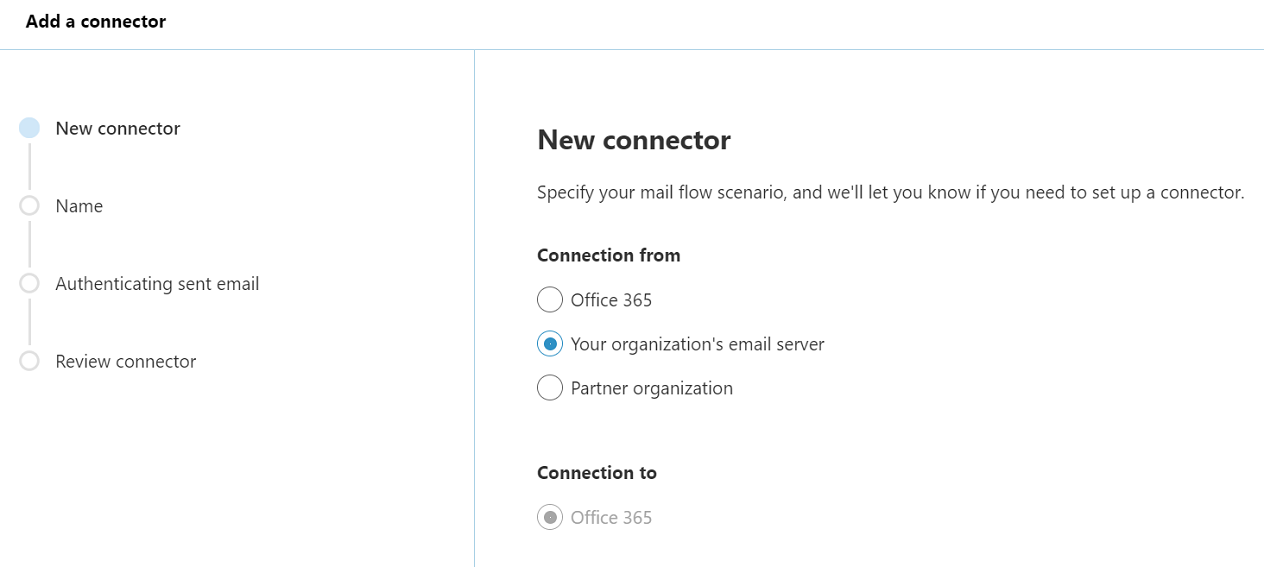 Add a connector
New connector
Name
Authenticating sent email
Review connector
New connector
Specify your mail flow scenario, and we'll let you know if you need to set up a connector.
Connection from
Office 365
Your organization's email server
Partner organization
Connection to
Office 365